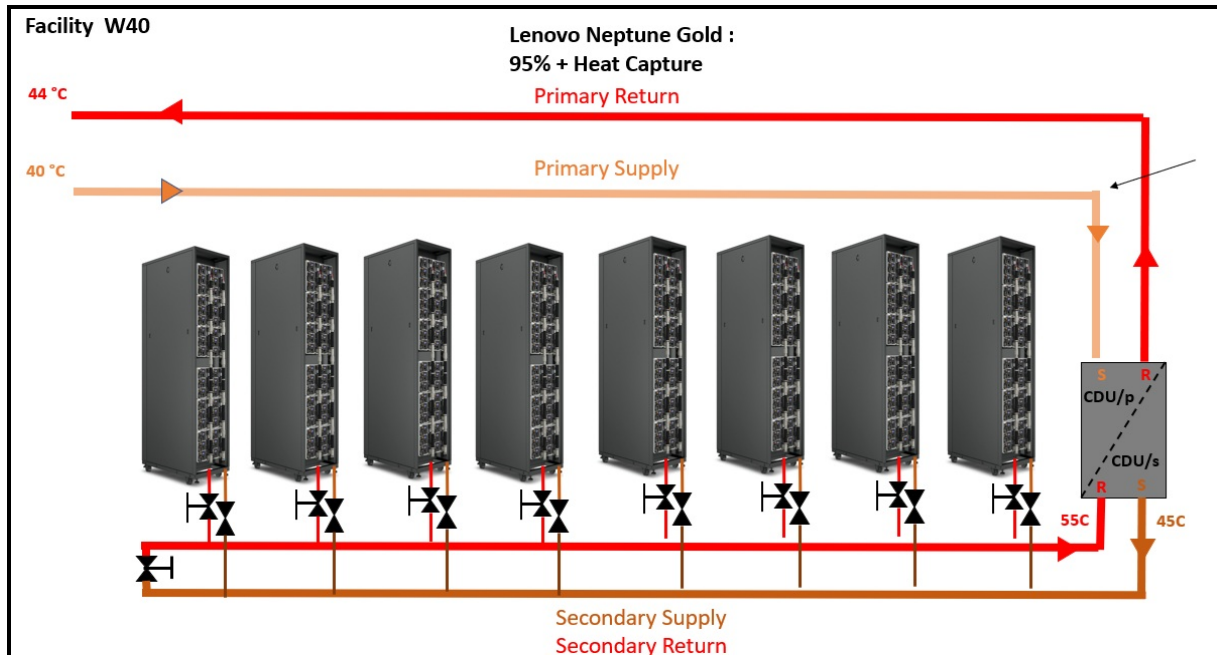 Facility W40
Lenovo Neptune Gold :
95% + Heat Capture
44 °C
Primary Return
40 °C
Primary Supply
S R
CDU/p
CDU/s
R S
55C
45C
Secondary Supply
Secondary Return